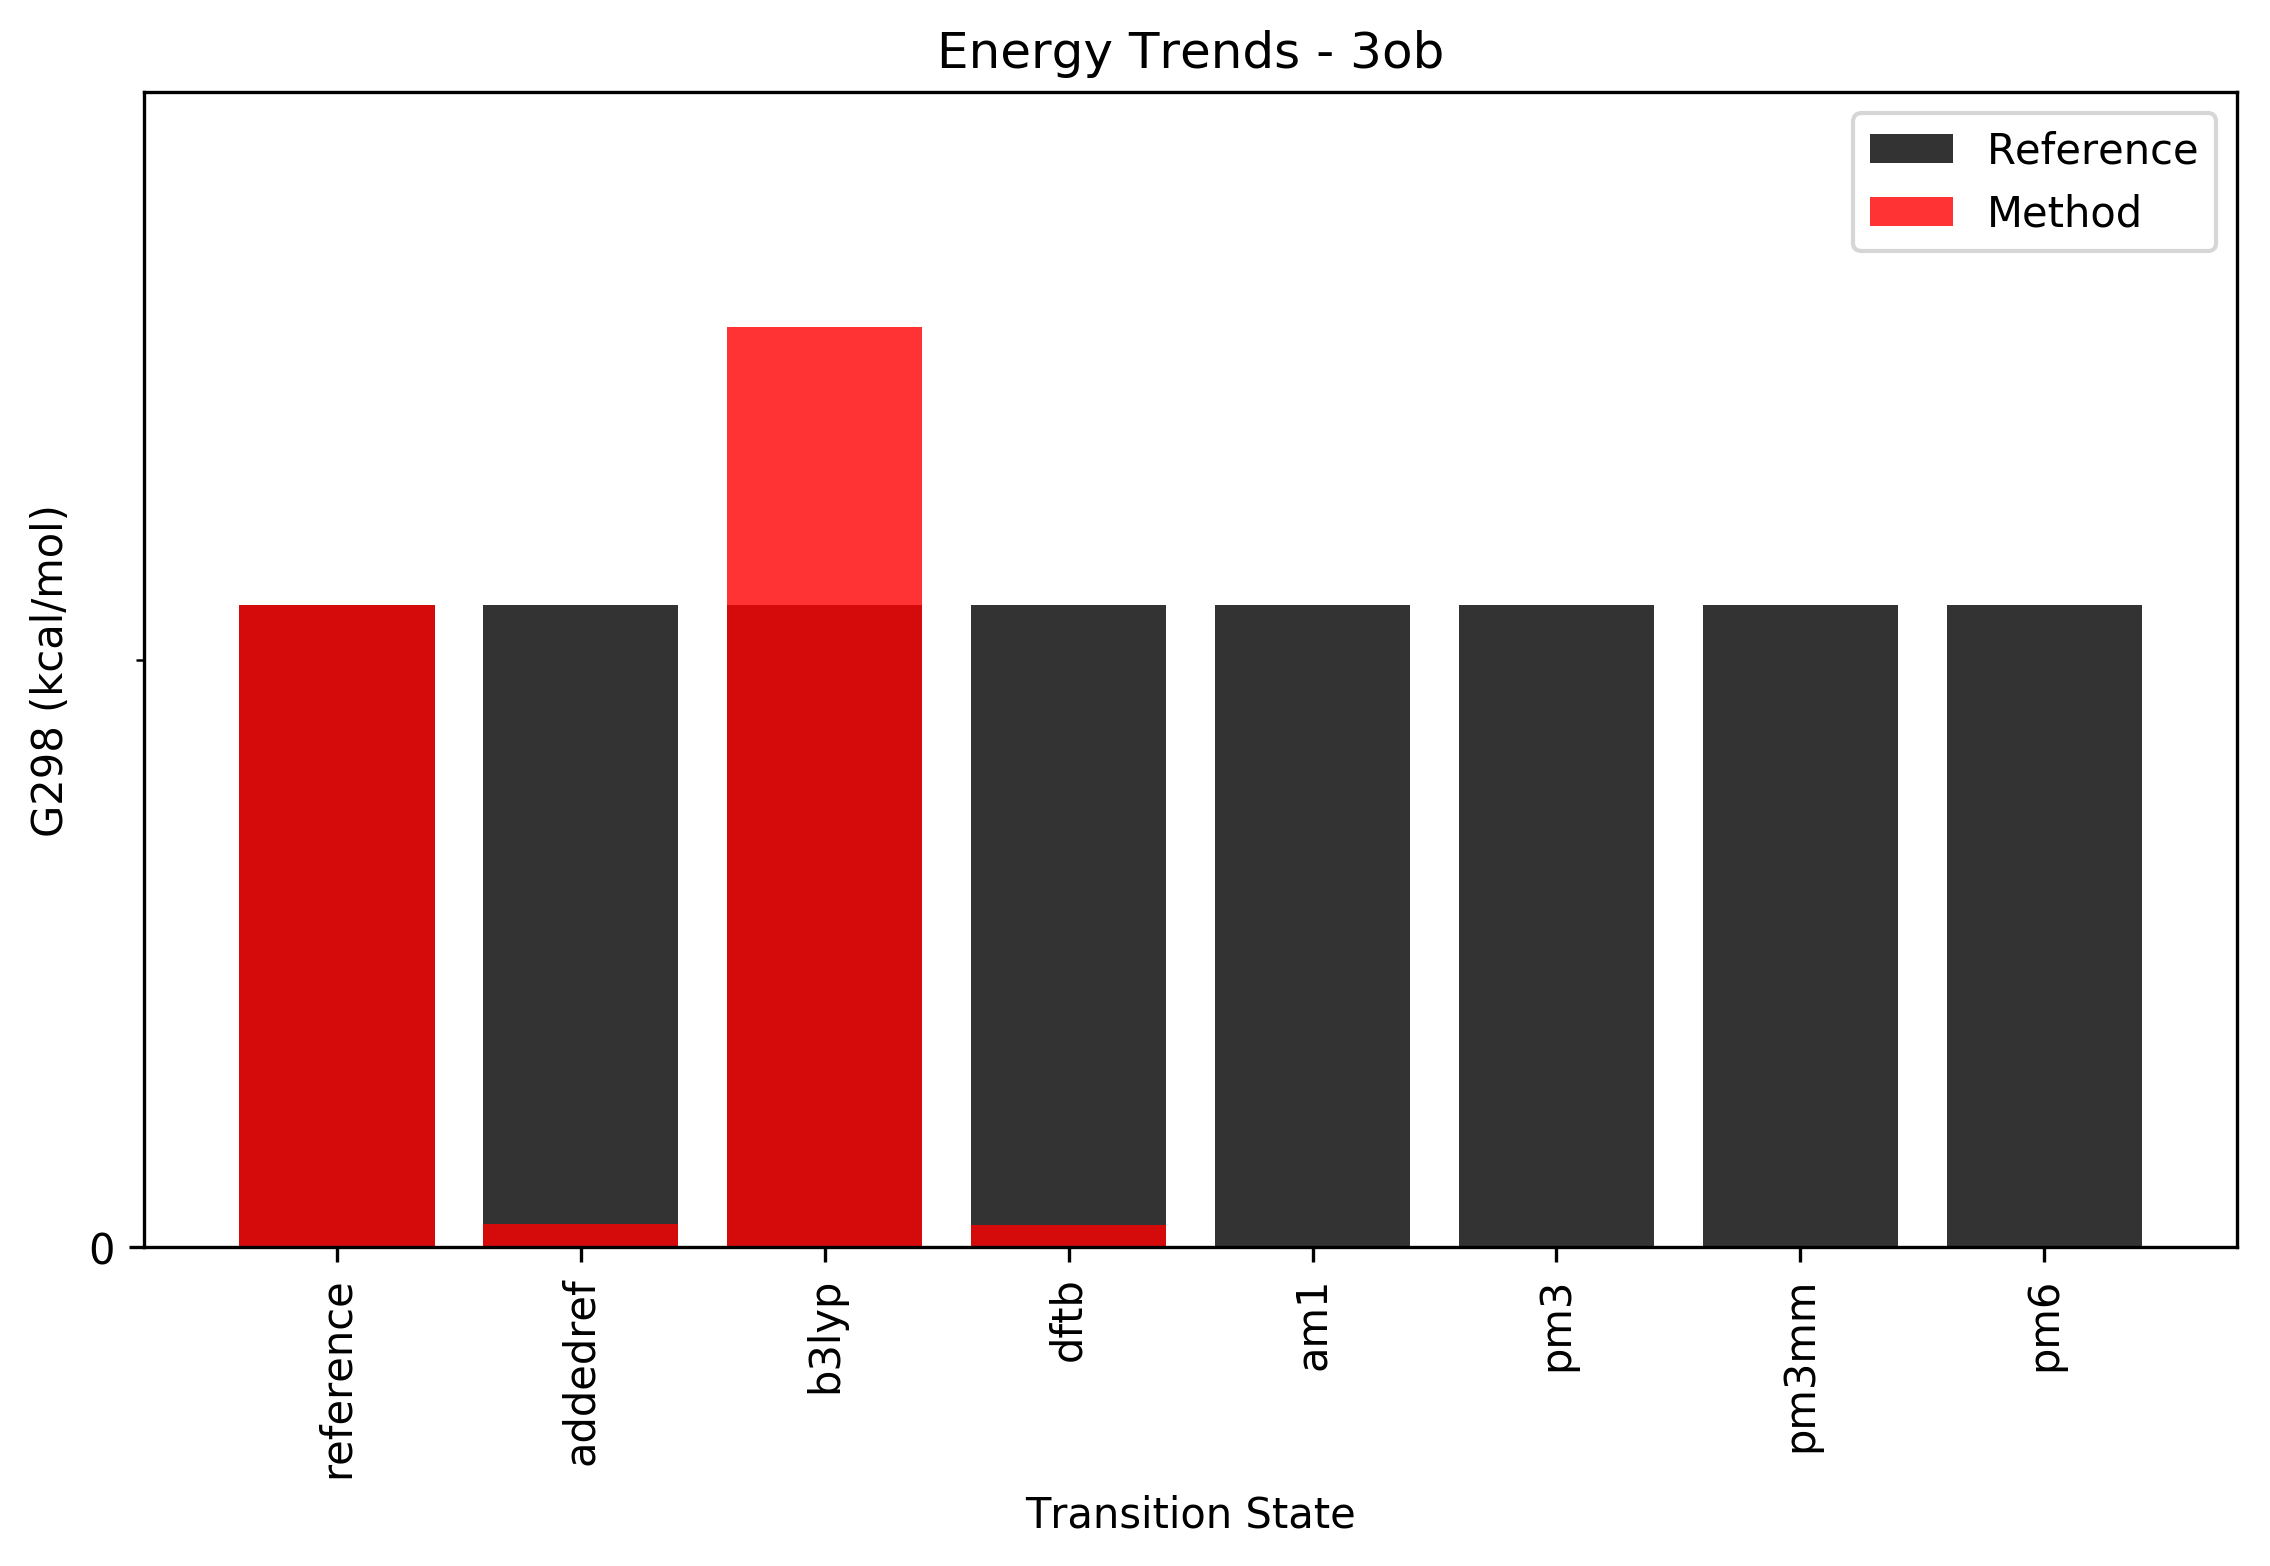 Energy Trends - 3ob
Reference
Method
G298 (kcal/mol)
0
reference
addedref
b3lyp
dftb
am1
pm3
pm3mm
pm6
Transition State